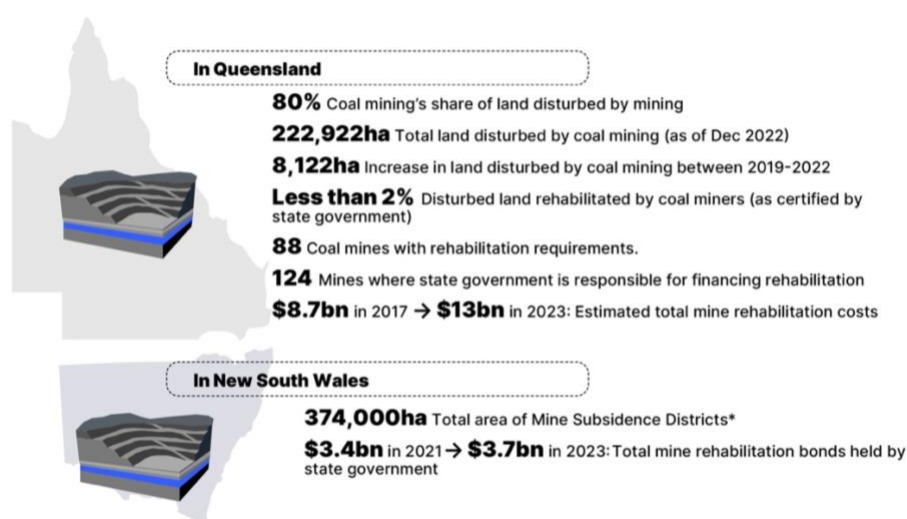 In Queensland
80% Coal mining's share of land disturbed by mining
222,922ha Total land disturbed by coal mining (as of Dec 2022)
8,122ha Increase in land disturbed by coal mining between 2019-2022
Less than 2% Disturbed land rehabilitated by coal miners (as certified by
state government)
88 Coal mines with rehabilitation requirements.
124 Mines where state government is responsible for financing rehabilitation
$8.7bn in 2017 → $13bn in 2023: Estimated total mine rehabilitation costs
In New South Wales
374,000ha Total area of Mine Subsidence Districts*
$3.4bn in 2021 → $3.7bn in 2023: Total mine rehabilitation bonds held by
state government